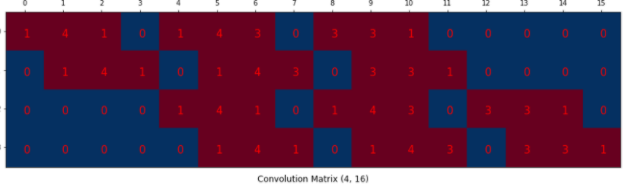 0 1 2 3 4 5 6 7 8 9 10 11 12 13 14 15
1 4 1 0 1 4 3 0 3 3 1 0 0 0 0 0
0 1 4 1 0 1 4 3 0 3 3 1 0 0 0 0
0 0 0 0 1 4 1 0 1 4 3 0 3 3 1 0
0 0 0 0 0 1 4 1 0 1 4 3 0 3 3 1
Convolution Matrix (4, 16)